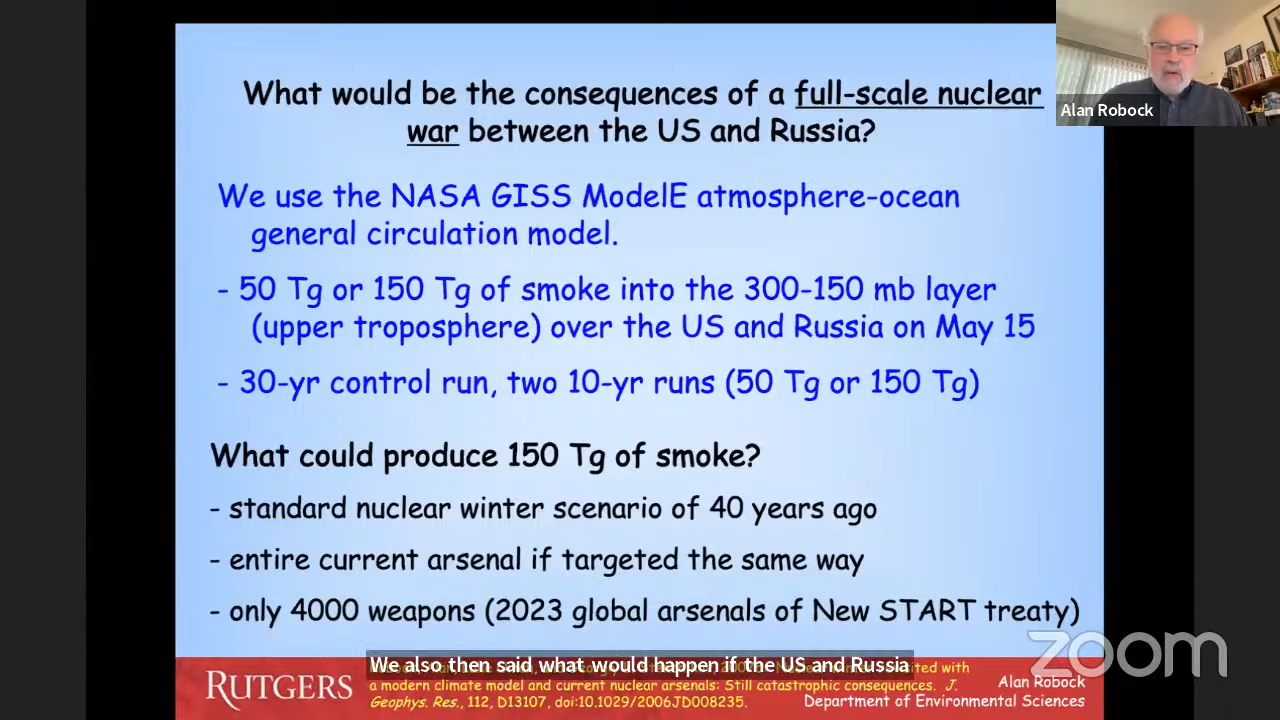 What would be the consequences of a full-scale nuclear
war between the US and Russia?
Alan Robock
We use the NASA GISS ModelE atmosphere-ocean
general circulation model.
- 50 Tg or 150 Tg of smoke into the 300-150 mb layer
(upper troposphere) over the US and Russia on May 15
- 30-yr control run, two 10-yr runs (50 Tg or 150 Tg)
What could produce 150 Tg of smoke?
- standard nuclear winter scenario of 40 years ago
- entire current arsenal if targeted the same way
- only 4000 weapons (2023 global arsenals of New START treaty)
zoom
We also then said what would happen if the US and Russia
RUTGERS
with
a modern climate model and current nuclear arsenals: Still catastrophic consequences. J.
Geophys. Res., 112, D13107, doi:10.1029/2006JD008235.
Alan Robock
Department of Environmental Sciences